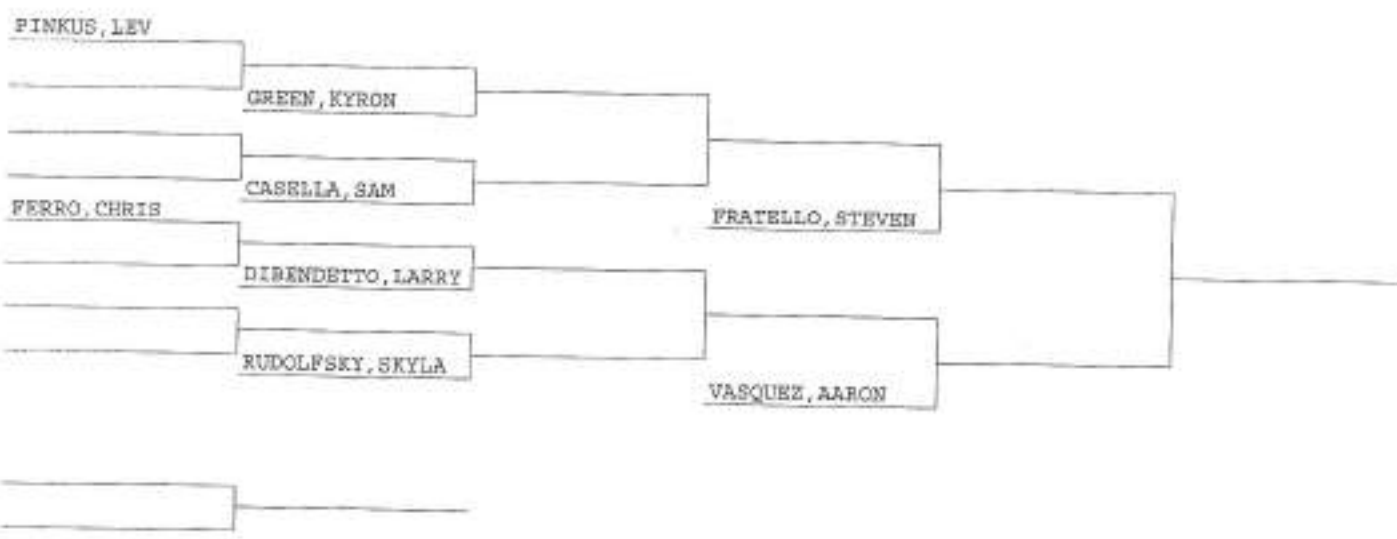 PINKUS, LEV
GREEN, KYRON
CASELLA, SAM
FERRO, CHRIS
FRATELLO, STEVEN
DIBENDETTO, LARRY
RUDOLFSKY, SKYLA
VASQUEZ, AARON